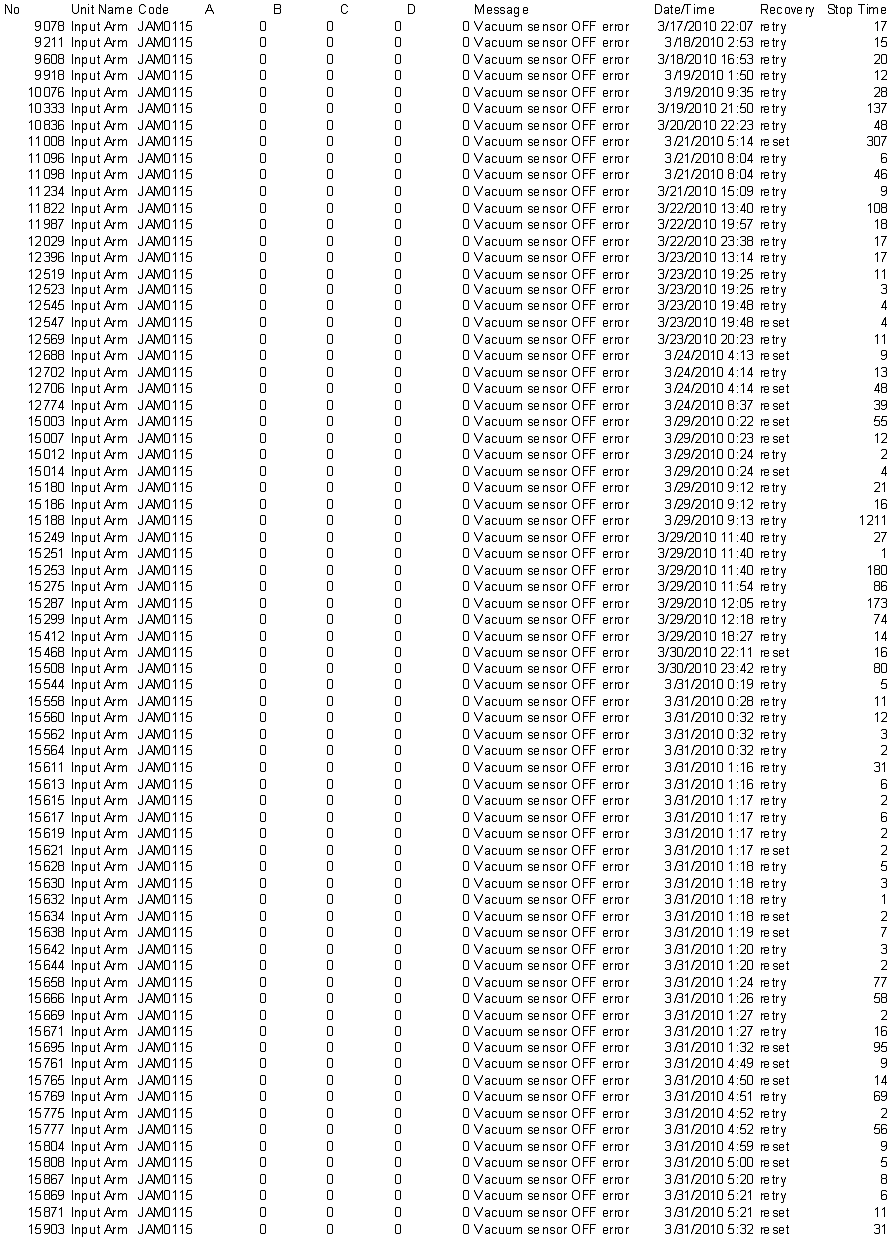 No Unit Name Code A B C D Message Date/Time Recovery Stop Time
9078 Input Arm JAM0115 0 0 0 0 Vacuum sensor OFF error 3/17/2010 22:07 retry 17
9211 Input Arm JAM0115 0 0 0 0 Vacuum sensor OFF error 3/18/2010 2:53 retry 15
9608 Input Arm JAM0115 0 0 0 0 Vacuum sensor OFF error 3/18/2010 16:53 retry 20
9918 Input Arm JAM0115 0 0 0 0 Vacuum sensor OFF error 3/19/2010 1:50 retry 12
10076 Input Arm JAM0115 0 0 0 0 Vacuum sensor OFF error 3/19/2010 9:35 retry 28
10333 Input Arm JAM0115 0 0 0 0 Vacuum sensor OFF error 3/19/2010 21:50 retry 137
10836 Input Arm JAM0115 0 0 0 0 Vacuum sensor OFF error 3/20/2010 22:23 retry 48
11008 Input Arm JAM0115 0 0 0 0 Vacuum sensor OFF error 3/21/2010 5:14 reset 307
11096 Input Arm JAM0115 0 0 0 0 Vacuum sensor OFF error 3/21/2010 8:04 retry 6
11098 Input Arm JAM0115 0 0 0 0 Vacuum sensor OFF error 3/21/2010 8:04 retry 46
11234 Input Arm JAM0115 0 0 0 0 Vacuum sensor OFF error 3/21/2010 15:09 retry 9
11822 Input Arm JAM0115 0 0 0 0 Vacuum sensor OFF error 3/22/2010 13:40 retry 108
11987 Input Arm JAM0115 0 0 0 0 Vacuum sensor OFF error 3/22/2010 19:57 retry 18
12029 Input Arm JAM0115 0 0 0 0 Vacuum sensor OFF error 3/22/2010 23:38 retry 17
12396 Input Arm JAM0115 0 0 0 0 Vacuum sensor OFF error 3/23/2010 13:14 retry 17
12519 Input Arm JAM0115 0 0 0 0 Vacuum sensor OFF error 3/23/2010 19:25 retry 11
12523 Input Arm JAM0115 0 0 0 0 Vacuum sensor OFF error 3/23/2010 19:25 retry 3
12545 Input Arm JAM0115 0 0 0 0 Vacuum sensor OFF error 3/23/2010 19:48 retry 4
12547 Input Arm JAM0115 0 0 0 0 Vacuum sensor OFF error 3/23/2010 19:48 reset 4
12569 Input Arm JAM0115 0 0 0 0 Vacuum sensor OFF error 3/23/2010 20:23 retry 11
12688 Input Arm JAM0115 0 0 0 0 Vacuum sensor OFF error 3/24/2010 4:13 reset 9
12702 Input Arm JAM0115 0 0 0 0 Vacuum sensor OFF error 3/24/2010 4:14 retry 13
12706 Input Arm JAM0115 0 0 0 0 Vacuum sensor OFF error 3/24/2010 4:14 reset 48
12774 Input Arm JAM0115 0 0 0 0 Vacuum sensor OFF error 3/24/2010 8:37 reset 39
15003 Input Arm JAM0115 0 0 0 0 Vacuum sensor OFF error 3/29/2010 0:22 reset 55
15007 Input Arm JAM0115 0 0 0 0 Vacuum sensor OFF error 3/29/2010 0:23 reset 12
15012 Input Arm JAM0115 0 0 0 0 Vacuum sensor OFF error 3/29/2010 0:24 retry 2
15014 Input Arm JAM0115 0 0 0 0 Vacuum sensor OFF error 3/29/2010 0:24 reset 4
15180 Input Arm JAM0115 0 0 0 0 Vacuum sensor OFF error 3/29/2010 9:12 retry 21
15186 Input Arm JAM0115 0 0 0 0 Vacuum sensor OFF error 3/29/2010 9:12 retry 16
15188 Input Arm JAM0115 0 0 0 0 Vacuum sensor OFF error 3/29/2010 9:13 retry 1211
15249 Input Arm JAM0115 0 0 0 0 Vacuum sensor OFF error 3/29/2010 11:40 retry 27
15251 Input Arm JAM0115 0 0 0 0 Vacuum sensor OFF error 3/29/2010 11:40 retry 1
15253 Input Arm JAM0115 0 0 0 0 Vacuum sensor OFF error 3/29/2010 11:40 retry 180
15275 Input Arm JAM0115 0 0 0 0 Vacuum sensor OFF error 3/29/2010 11:54 retry 86
15287 Input Arm JAM0115 0 0 0 0 Vacuum sensor OFF error 3/29/2010 12:05 retry 173
15299 Input Arm JAM0115 0 0 0 0 Vacuum sensor OFF error 3/29/2010 12:18 retry 74
15412 Input Arm JAM0115 0 0 0 0 Vacuum sensor OFF error 3/29/2010 18:27 retry 14
15468 Input Arm JAM0115 0 0 0 0 Vacuum sensor OFF error 3/30/2010 22:11 reset 16
15508 Input Arm JAM0115 0 0 0 0 Vacuum sensor OFF error 3/30/2010 23:42 retry 80
15544 Input Arm JAM0115 0 0 0 0 Vacuum sensor OFF error 3/31/2010 0:19 retry 5
15558 Input Arm JAM0115 0 0 0 0 Vacuum sensor OFF error 3/31/2010 0:28 retry 11
15560 Input Arm JAM0115 0 0 0 0 Vacuum sensor OFF error 3/31/2010 0:32 retry 12
15562 Input Arm JAM0115 0 0 0 0 Vacuum sensor OFF error 3/31/2010 0:32 retry 3
15564 Input Arm JAM0115 0 0 0 0 Vacuum sensor OFF error 3/31/2010 0:32 retry 2
15611 Input Arm JAM0115 0 0 0 0 Vacuum sensor OFF error 3/31/2010 1:16 retry 31
15613 Input Arm JAM0115 0 0 0 0 Vacuum sensor OFF error 3/31/2010 1:16 retry 6
15615 Input Arm JAM0115 0 0 0 0 Vacuum sensor OFF error 3/31/2010 1:17 retry 2
15617 Input Arm JAM0115 0 0 0 0 Vacuum sensor OFF error 3/31/2010 1:17 retry 6
15619 Input Arm JAM0115 0 0 0 0 Vacuum sensor OFF error 3/31/2010 1:17 retry 2
15621 Input Arm JAM0115 0 0 0 0 Vacuum sensor OFF error 3/31/2010 1:17 reset 2
15628 Input Arm JAM0115 0 0 0 0 Vacuum sensor OFF error 3/31/2010 1:18 retry 5
15630 Input Arm JAM0115 0 0 0 0 Vacuum sensor OFF error 3/31/2010 1:18 retry 3
15632 Input Arm JAM0115 0 0 0 0 Vacuum sensor OFF error 3/31/2010 1:18 retry 1
15634 Input Arm JAM0115 0 0 0 0 Vacuum sensor OFF error 3/31/2010 1:18 reset 2
15638 Input Arm JAM0115 0 0 0 0 Vacuum sensor OFF error 3/31/2010 1:19 reset 7
15642 Input Arm JAM0115 0 0 0 0 Vacuum sensor OFF error 3/31/2010 1:20 retry 3
15644 Input Arm JAM0115 0 0 0 0 Vacuum sensor OFF error 3/31/2010 1:20 reset 2
15658 Input Arm JAM0115 0 0 0 0 Vacuum sensor OFF error 3/31/2010 1:24 retry 77
15666 Input Arm JAM0115 0 0 0 0 Vacuum sensor OFF error 3/31/2010 1:26 retry 58
15669 Input Arm JAM0115 0 0 0 0 Vacuum sensor OFF error 3/31/2010 1:27 retry 2
15671 Input Arm JAM0115 0 0 0 0 Vacuum sensor OFF error 3/31/2010 1:27 retry 16
15695 Input Arm JAM0115 0 0 0 0 Vacuum sensor OFF error 3/31/2010 1:32 reset 95
15761 Input Arm JAM0115 0 0 0 0 Vacuum sensor OFF error 3/31/2010 4:49 reset 9
15765 Input Arm JAM0115 0 0 0 0 Vacuum sensor OFF error 3/31/2010 4:50 reset 14
15769 Input Arm JAM0115 0 0 0 0 Vacuum sensor OFF error 3/31/2010 4:51 retry 69
15775 Input Arm JAM0115 0 0 0 0 Vacuum sensor OFF error 3/31/2010 4:52 retry 2
15777 Input Arm JAM0115 0 0 0 0 Vacuum sensor OFF error 3/31/2010 4:52 retry 56
15804 Input Arm JAM0115 0 0 0 0 Vacuum sensor OFF error 3/31/2010 4:59 reset 9
15808 Input Arm JAM0115 0 0 0 0 Vacuum sensor OFF error 3/31/2010 5:00 reset 5
15867 Input Arm JAM0115 0 0 0 0 Vacuum sensor OFF error 3/31/2010 5:20 retry 8
15869 Input Arm JAM0115 0 0 0 0 Vacuum sensor OFF error 3/31/2010 5:21 retry 6
15871 Input Arm JAM0115 0 0 0 0 Vacuum sensor OFF error 3/31/2010 5:21 reset 11
15903 Input Arm JAM0115 0 0 0 0 Vacuum sensor OFF error 3/31/2010 5:32 reset 31